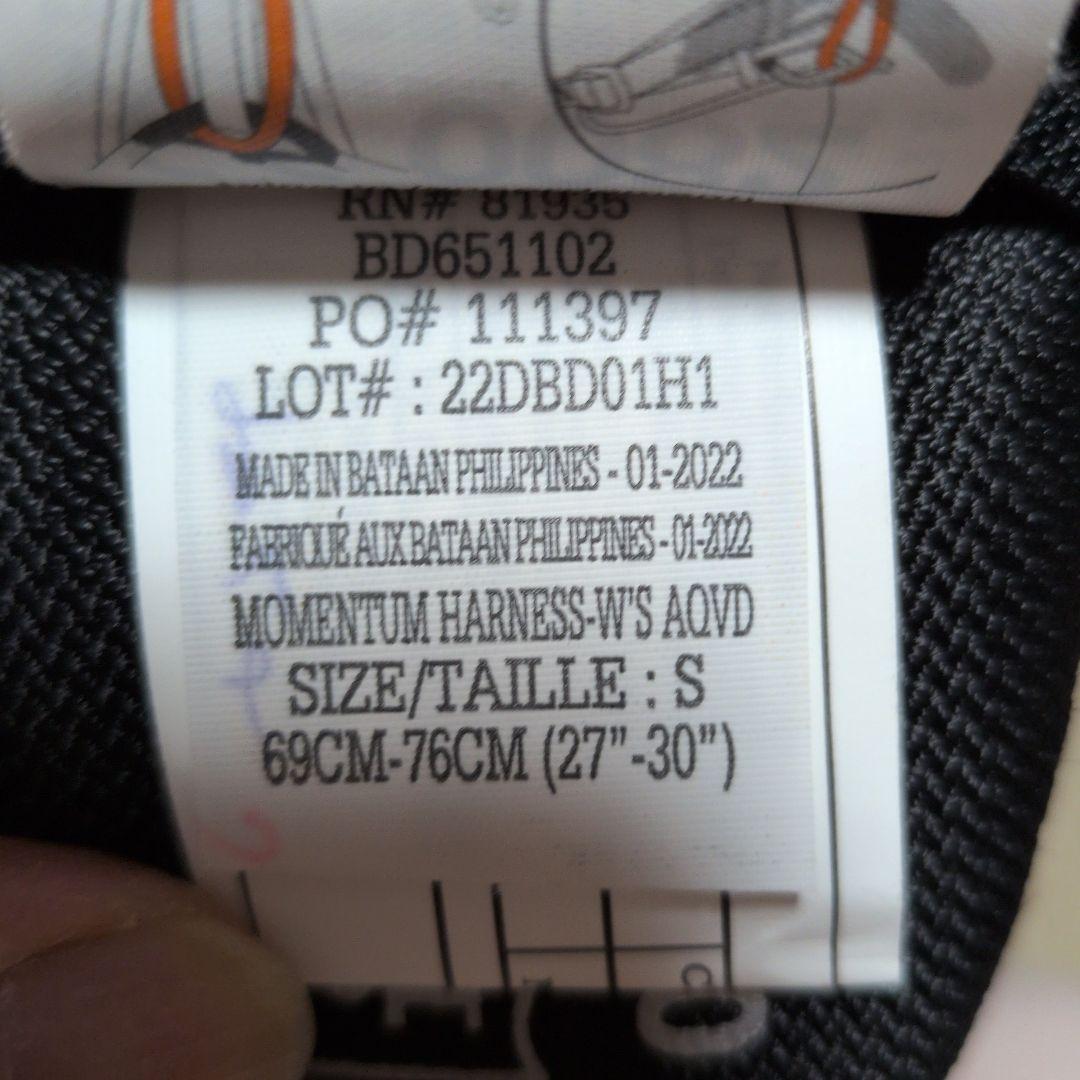 RN# 81935
BD651102
PO# 111397
LOT# : 22DBD01H1
MADE IN BATAAN PHILIPPINES - 01-2022
FABRIQUÉ AUX BATAAN PHILIPPINES - 01-2022
MOMENTUM HARNESS-W'S AQVD
SIZE/TAILLE : S
69CM-76CM (27"-30")